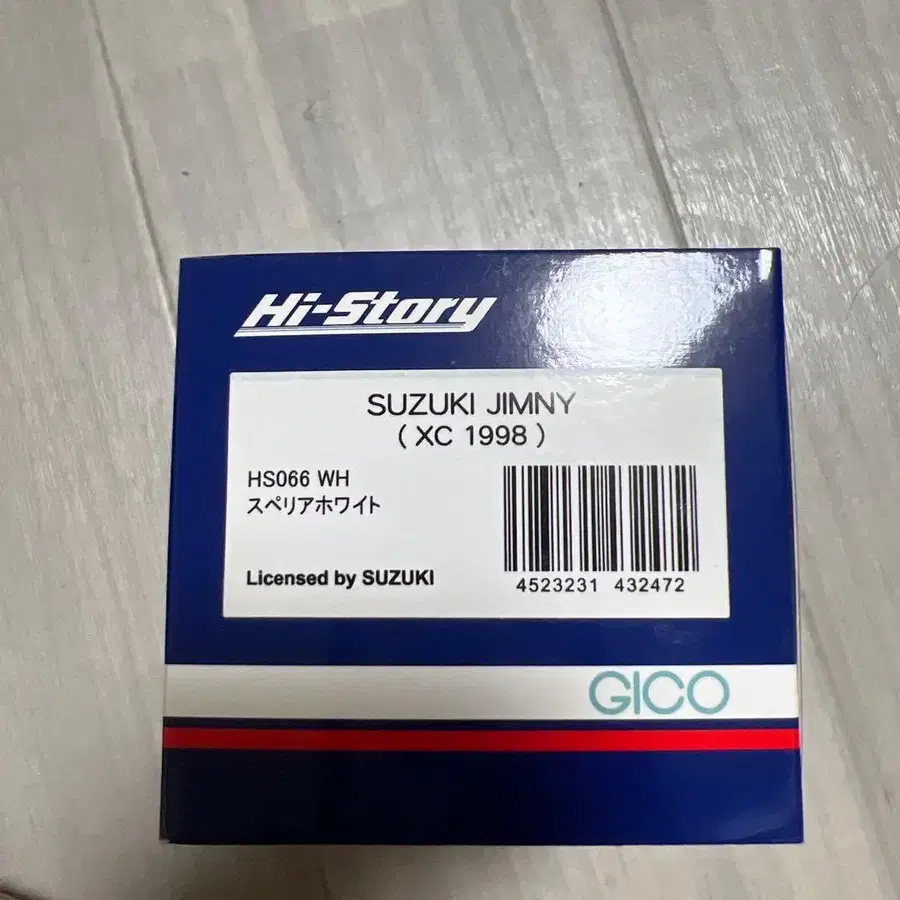 Hi-Story
SUZUKI JIMNY
( XC 1998 )
HS066 WH
スペリアホワイト
Licensed by SUZUKI
4523231 432472
GICO